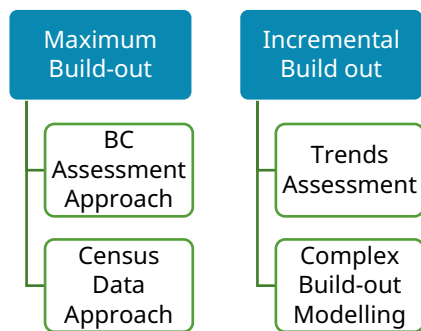 Maximum
Build-out
BC
Assessment
Approach
Census
Data
Approach
Incremental
Build out
Trends
Assessment
Complex
Build-out
Modelling